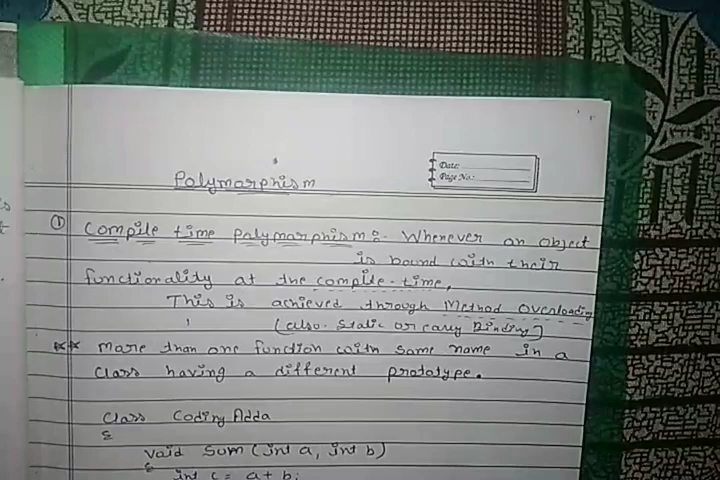 Date:
Page No.:
Polymorphism
① Compile time Polymorphism:- Whenever an object
is bound with their
functionality at the compile-time,
This is achieved through Method Overloading
(also. Static or early Binding)
** More than one function with same name in a
class having a different prototype.
Class Coding Adda
{
void Sum (int a, int b)
{
int c = a + b;